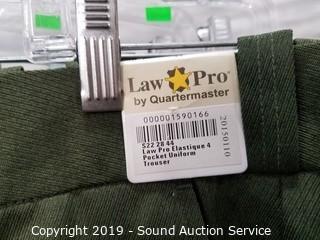 Law Pro®
by Quartermaster
000001590166
20150110
S22 28 44
Law Pro Elastique 4
Pocket Uniform
Trouser
Copyright 2019 - Sound Auction Service